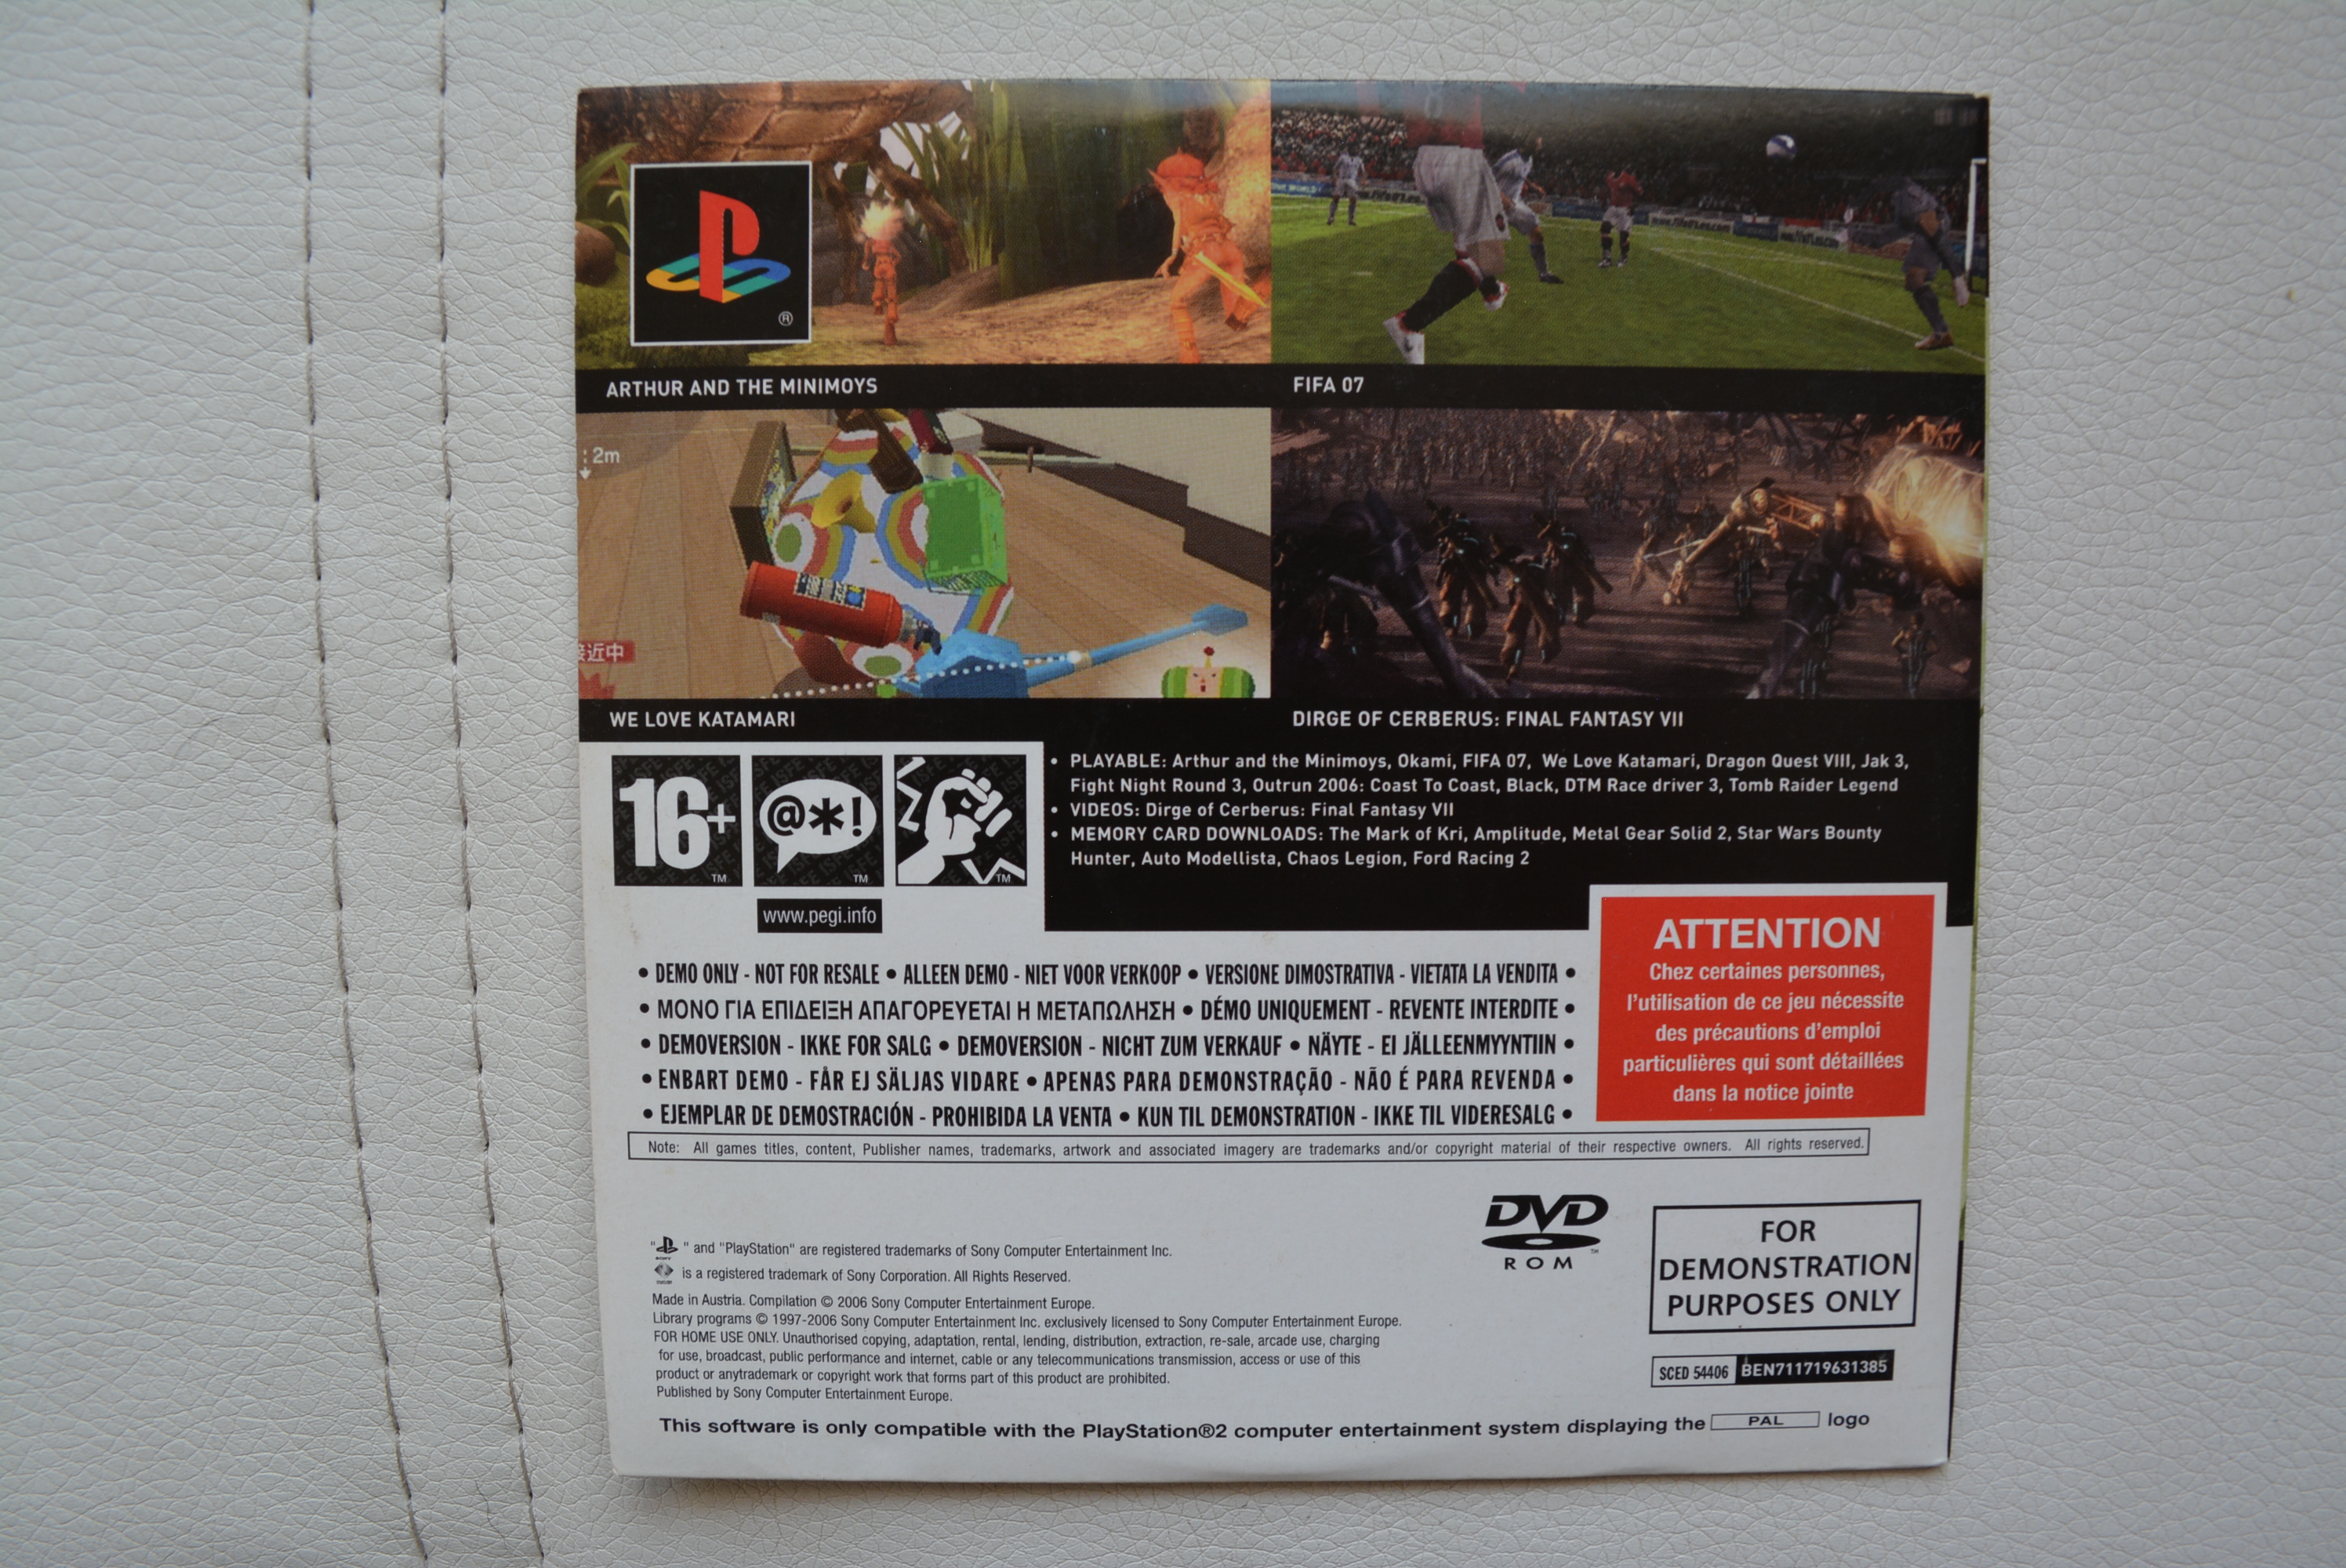 ®
ARTHUR AND THE MINIMOYS
FIFA 07
2m
近中
WE LOVE KATAMARI
DIRGE OF CERBERUS: FINAL FANTASY VII
16+
TM
@*!
TM
TM
www.pegi.info
• PLAYABLE: Arthur and the Minimoys, Okami, FIFA 07, We Love Katamari, Dragon Quest VIII, Jak 3,
Fight Night Round 3, Outrun 2006: Coast To Coast, Black, DTM Race driver 3, Tomb Raider Legend
• VIDEOS: Dirge of Cerberus: Final Fantasy VII
• MEMORY CARD DOWNLOADS: The Mark of Kri, Amplitude, Metal Gear Solid 2, Star Wars Bounty
Hunter, Auto Modellista, Chaos Legion, Ford Racing 2
ATTENTION
Chez certaines personnes,
l'utilisation de ce jeu nécessite
des précautions d'emploi
particulières qui sont détaillées
dans la notice jointe
• DEMO ONLY - NOT FOR RESALE • ALLEEN DEMO - NIET VOOR VERKOOP • VERSIONE DIMOSTRATIVA - VIETATA LA VENDITA •
• ΜΟΝΟ ΓΙΑ ΕΠΙΔΕΙΞΗ ΑΠΑΓΟΡΕΥΕΤΑΙ Η ΜΕΤΑΠΩΛΗΣΗ • DÉMO UNIQUEMENT - REVENTE INTERDITE •
• DEMOVERSION - IKKE FOR SALG • DEMOVERSION - NICHT ZUM VERKAUF • NÄYTE - EI JÄLLEENMYYNTIIN •
• ENBART DEMO - FÅR EJ SÄLJAS VIDARE • APENAS PARA DEMONSTRAÇÃO - NÃO É PARA REVENDA •
• EJEMPLAR DE DEMOSTRACIÓN - PROHIBIDA LA VENTA • KUN TIL DEMONSTRATION - IKKE TIL VIDERESALG •
Note: All games titles, content, Publisher names, trademarks, artwork and associated imagery are trademarks and/or copyright material of their respective owners. All rights reserved.
" " and "PlayStation" are registered trademarks of Sony Computer Entertainment Inc.
is a registered trademark of Sony Corporation. All Rights Reserved.
Made in Austria. Compilation © 2006 Sony Computer Entertainment Europe.
Library programs © 1997-2006 Sony Computer Entertainment Inc. exclusively licensed to Sony Computer Entertainment Europe.
FOR HOME USE ONLY. Unauthorised copying, adaptation, rental, lending, distribution, extraction, re-sale, arcade use, charging
for use, broadcast, public performance and internet, cable or any telecommunications transmission, access or use of this
product or anytrademark or copyright work that forms part of this product are prohibited.
Published by Sony Computer Entertainment Europe.
DVD
TM
ROM
FOR
DEMONSTRATION
PURPOSES ONLY
SCED 54406 BEN711719631385
This software is only compatible with the PlayStation®2 computer entertainment system displaying the PAL logo